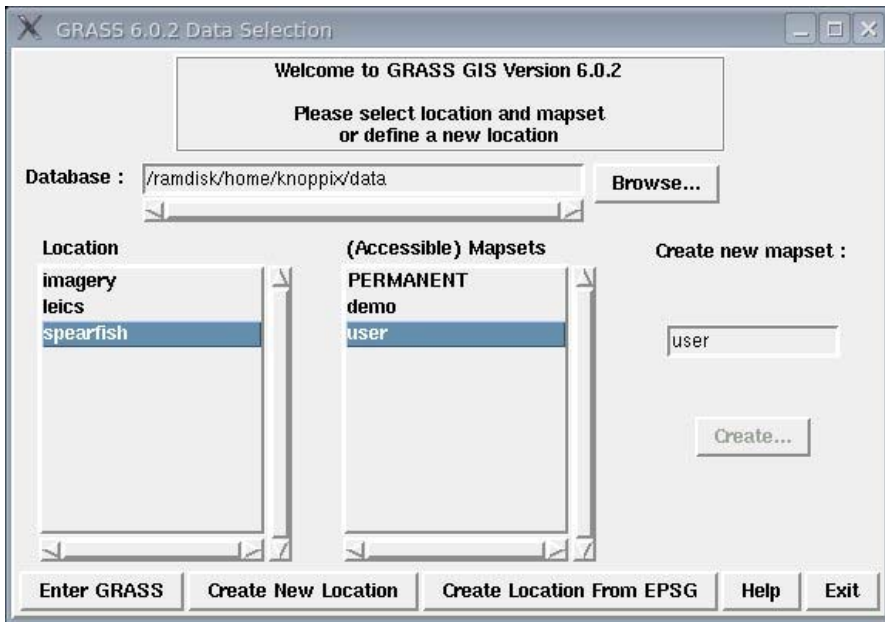 GRASS 6.0.2 Data Selection
Welcome to GRASS GIS Version 6.0.2
Please select location and mapset
or define a new location
Database :
/ramdisk/home/knoppix/data
Browse...
Location
imagery
leics
spearfish
(Accessible) Mapsets
PERMANENT
demo
user
Create new mapset :
user
Create...
Enter GRASS
Create New Location
Create Location From EPSG
Help
Exit